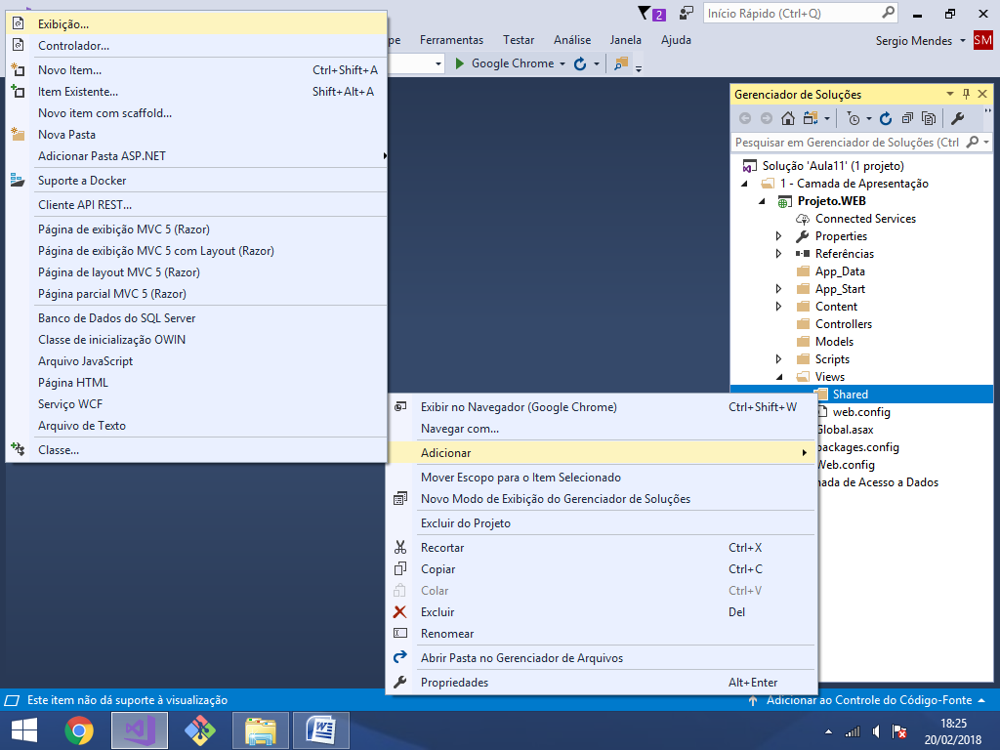 2
Início Rápido (Ctrl+Q)
Ferramentas
Testar
Análise
Janela
Ajuda
Sergio Mendes
SM
Google Chrome
Exibição...
Controlador...
Novo Item... Ctrl+Shift+A
Item Existente... Shift+Alt+A
Novo item com scaffold...
Nova Pasta
Adicionar Pasta ASP.NET
Suporte a Docker
Cliente API REST...
Página de exibição MVC 5 (Razor)
Página de exibição MVC 5 com Layout (Razor)
Página de layout MVC 5 (Razor)
Página parcial MVC 5 (Razor)
Banco de Dados do SQL Server
Classe de inicialização OWIN
Arquivo JavaScript
Página HTML
Serviço WCF
Arquivo de Texto
Classe...
Gerenciador de Soluções
Pesquisar em Gerenciador de Soluções (Ctrl
Solução 'Aula11' (1 projeto)
1 - Camada de Apresentação
Projeto.WEB
Connected Services
Properties
Referências
App_Data
App_Start
Content
Controllers
Models
Scripts
Views
Shared
web.config
Global.asax
packages.config
Web.config
de Acesso a Dados
Exibir no Navegador (Google Chrome) Ctrl+Shift+W
Navegar com...
Adicionar
Mover Escopo para o Item Selecionado
Novo Modo de Exibição do Gerenciador de Soluções
Excluir do Projeto
Recortar Ctrl+X
Copiar Ctrl+C
Colar Ctrl+V
Excluir Del
Renomear
Abrir Pasta no Gerenciador de Arquivos
Propriedades Alt+Enter
Este item não dá suporte à visualização
Adicionar ao Controle do Código-Fonte
18:25
20/02/2018